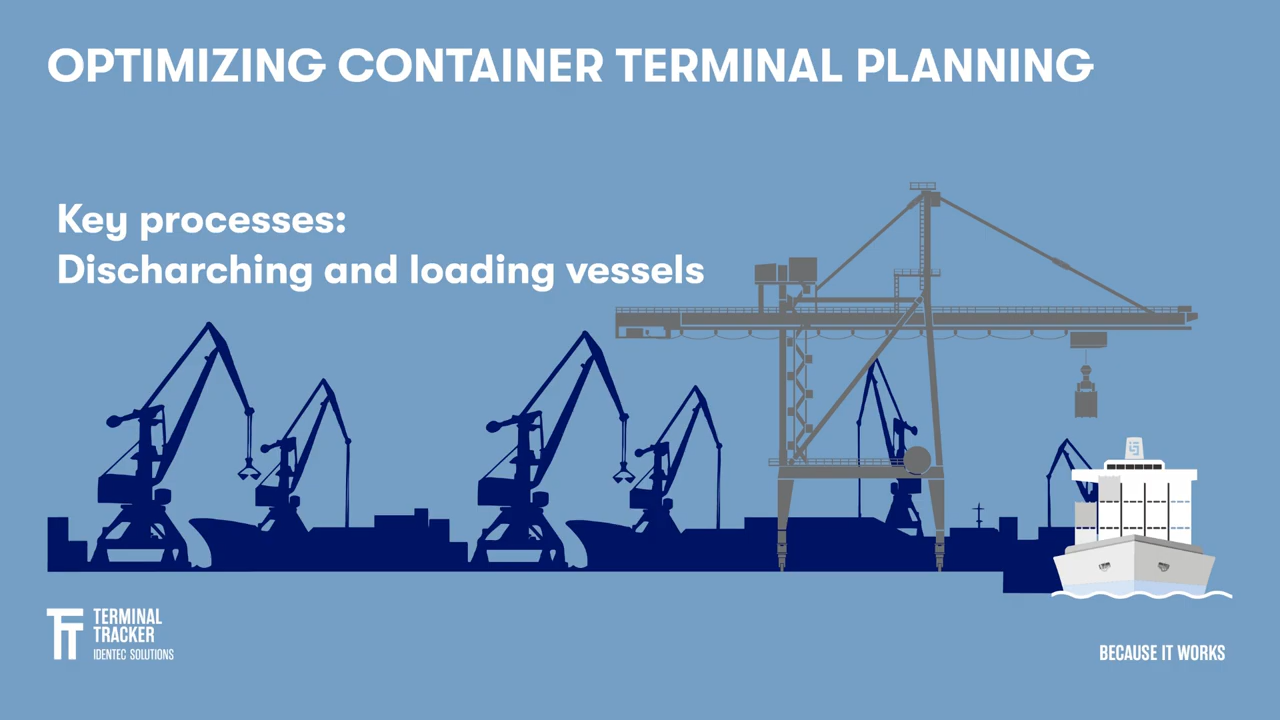 OPTIMIZING CONTAINER TERMINAL PLANNING
Key processes:
Discharching and loading vessels
TERMINAL
TRACKER
IDENTEC SOLUTIONS
BECAUSE IT WORKS